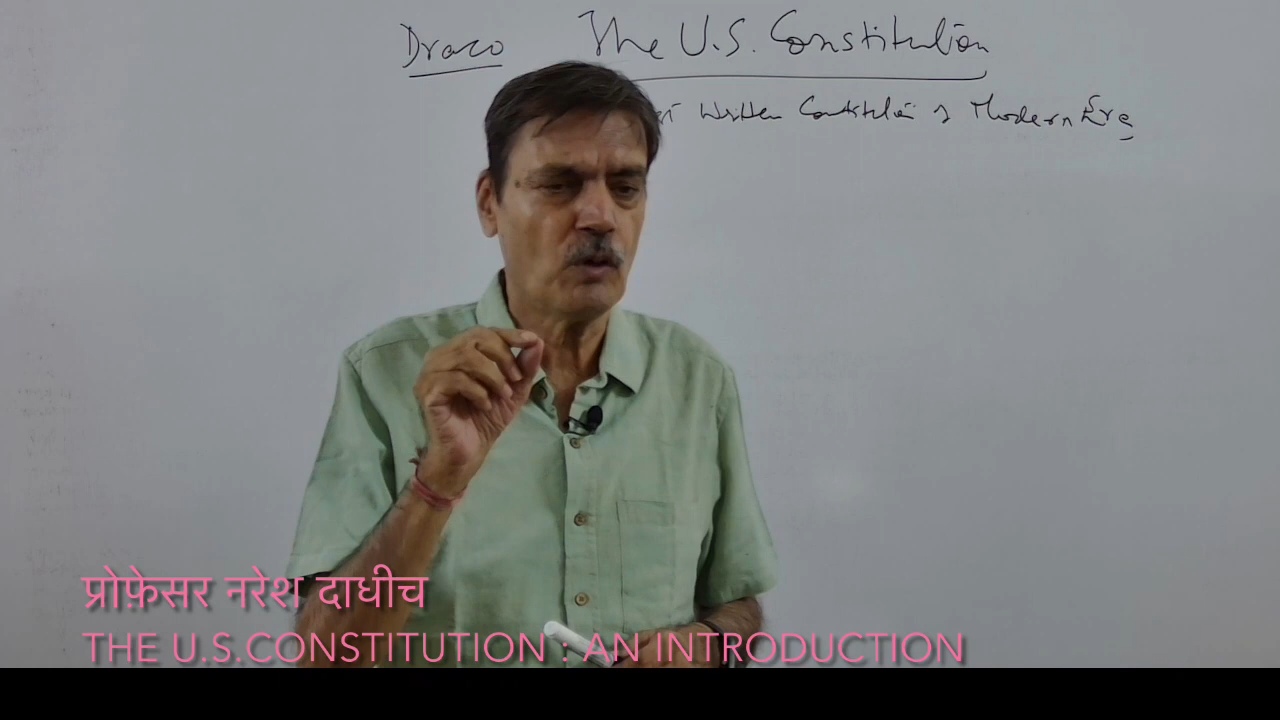 Draco The U.S. Constitution
Written Constitution of Modern Era
प्रोफ़ेसर नरेश दाधीच
THE U.S.CONSTITUTION : AN INTRODUCTION